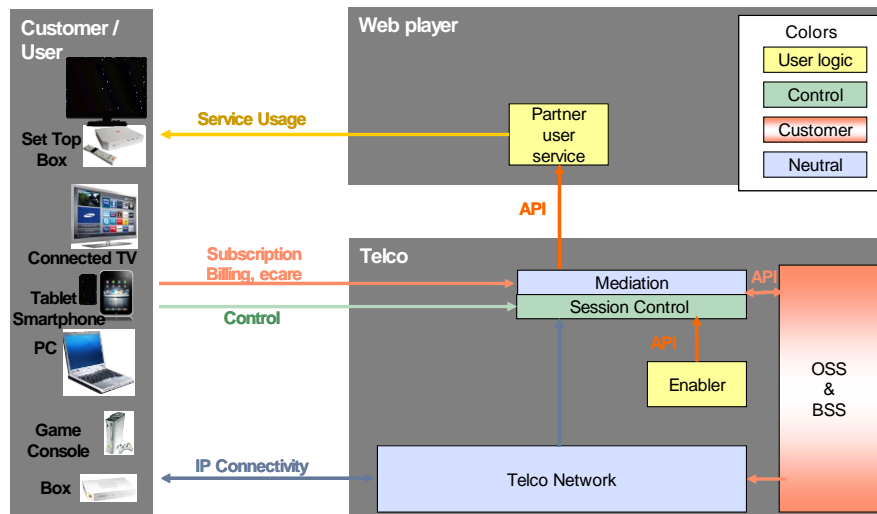 Customer /
User
Set Top
Box
Connected TV
Tablet
Smartphone
PC
Game
Console
Box
Service Usage
Subscription
Billing, ecare
Control
IP Connectivity
Web player
Partner
user
service
API
Telco
Mediation
Session Control
API
API
Enabler
OSS
&
BSS
Telco Network
Colors
User logic
Control
Customer
Neutral